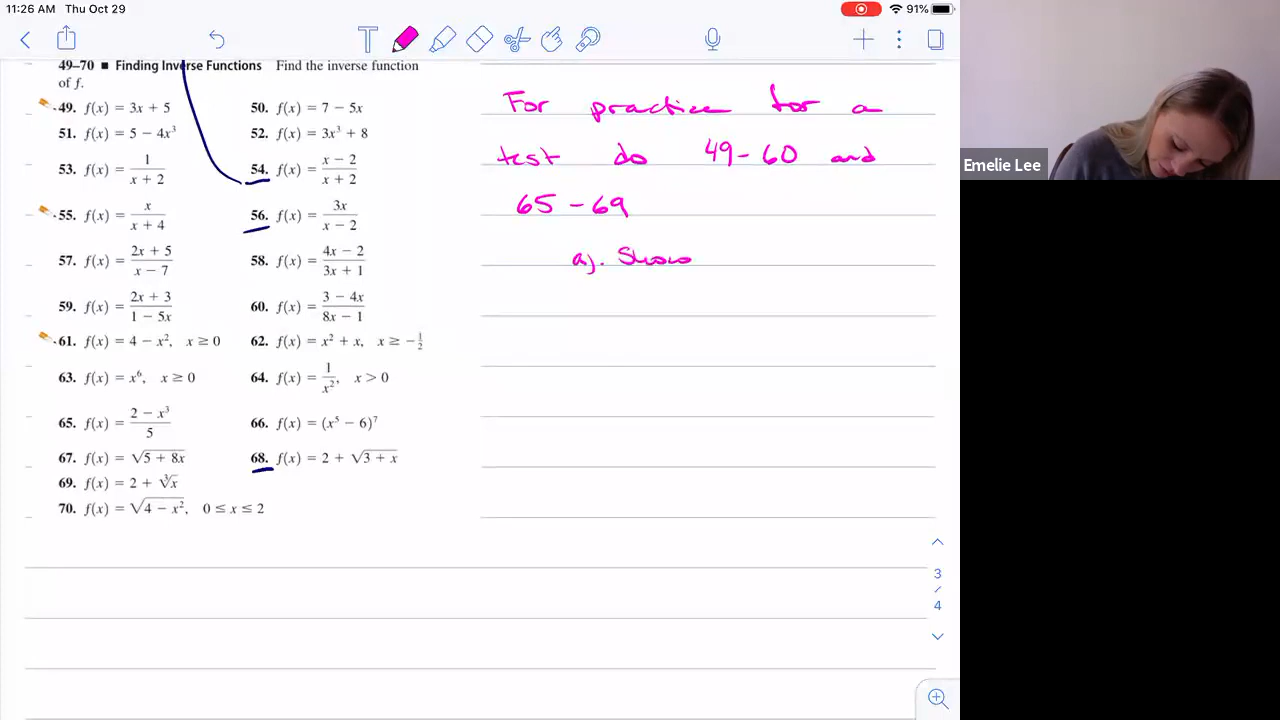 11:26 AM Thu Oct 29
91%
49–70 ■ Finding Inverse Functions Find the inverse function
of f.
49. f(x) = 3x + 5
50. f(x) = 7 − 5x
51. f(x) = 5 − 4x³
52. f(x) = 3x³ + 8
53. f(x) = 1/(x + 2)
54. f(x) = (x − 2)/(x + 2)
55. f(x) = x/(x + 4)
56. f(x) = 3x/(x − 2)
57. f(x) = (2x + 5)/(x − 7)
58. f(x) = (4x − 2)/(3x + 1)
59. f(x) = (2x + 3)/(1 − 5x)
60. f(x) = (3 − 4x)/(8x − 1)
61. f(x) = 4 − x², x ≥ 0
62. f(x) = x² + x, x ≥ −1/2
63. f(x) = x⁶, x ≥ 0
64. f(x) = 1/x², x > 0
65. f(x) = (2 − x³)/5
66. f(x) = (x⁵ − 6)⁷
67. f(x) = √(5 + 8x)
68. f(x) = 2 + √(3 + x)
69. f(x) = 2 + ∛x
70. f(x) = √(4 − x²), 0 ≤ x ≤ 2
For practice for a
test do 49-60 and
65-69
a). Show
3
/
4
T
Emelie Lee